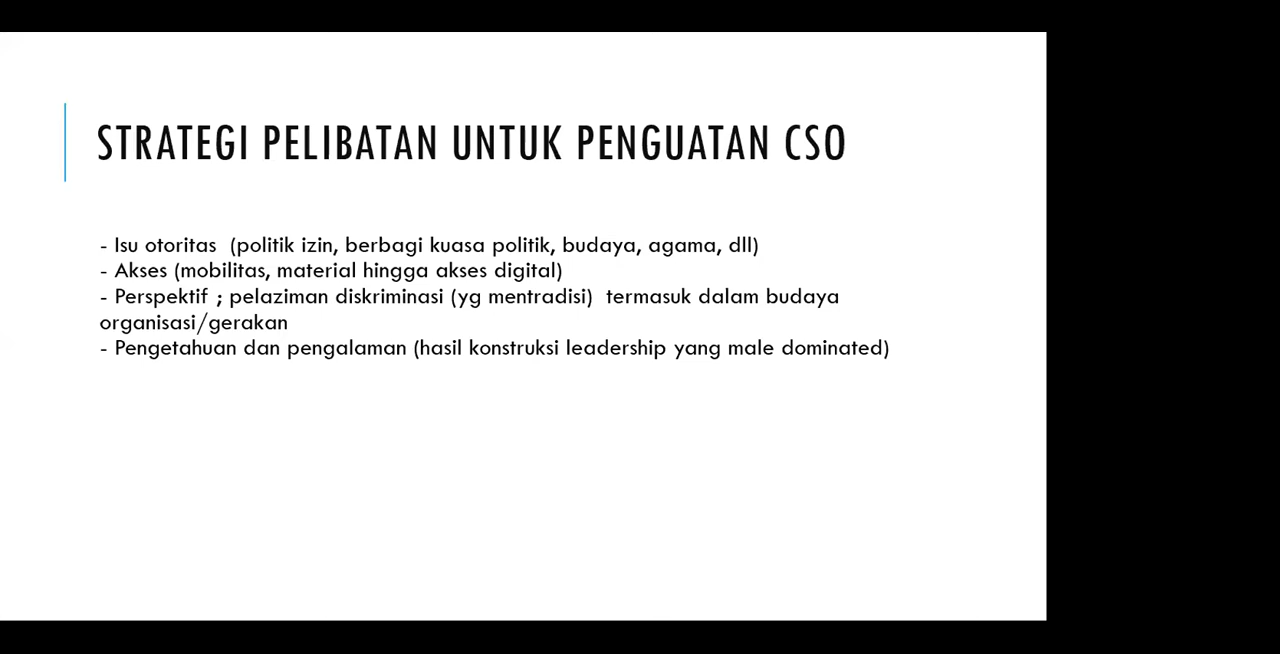 STRATEGI PELIBATAN UNTUK PENGUATAN CSO
- Isu otoritas  (politik izin, berbagi kuasa politik, budaya, agama, dll)
- Akses (mobilitas, material hingga akses digital)
- Perspektif ; pelaziman diskriminasi (yg mentradisi)  termasuk dalam budaya
organisasi/gerakan
- Pengetahuan dan pengalaman (hasil konstruksi leadership yang male dominated)